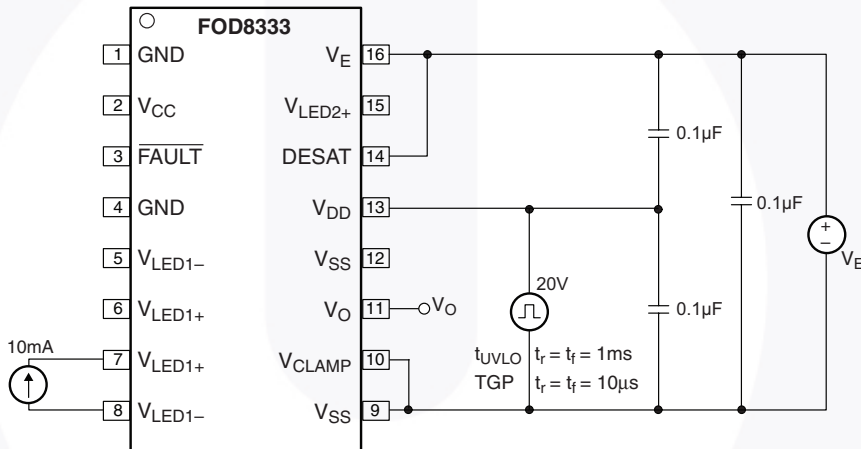 FOD8333
1 GND
VE 16
2 VCC
VLED2+ 15
3 FAULT
DESAT 14
0.1µF
4 GND
VDD 13
0.1µF
5 VLED1–
VSS 12
VE
6 VLED1+
VO 11
VO
20V
0.1µF
10mA
7 VLED1+
VCLAMP 10
tUVLO tr = tf = 1ms
TGP tr = tf = 10µs
8 VLED1–
VSS 9